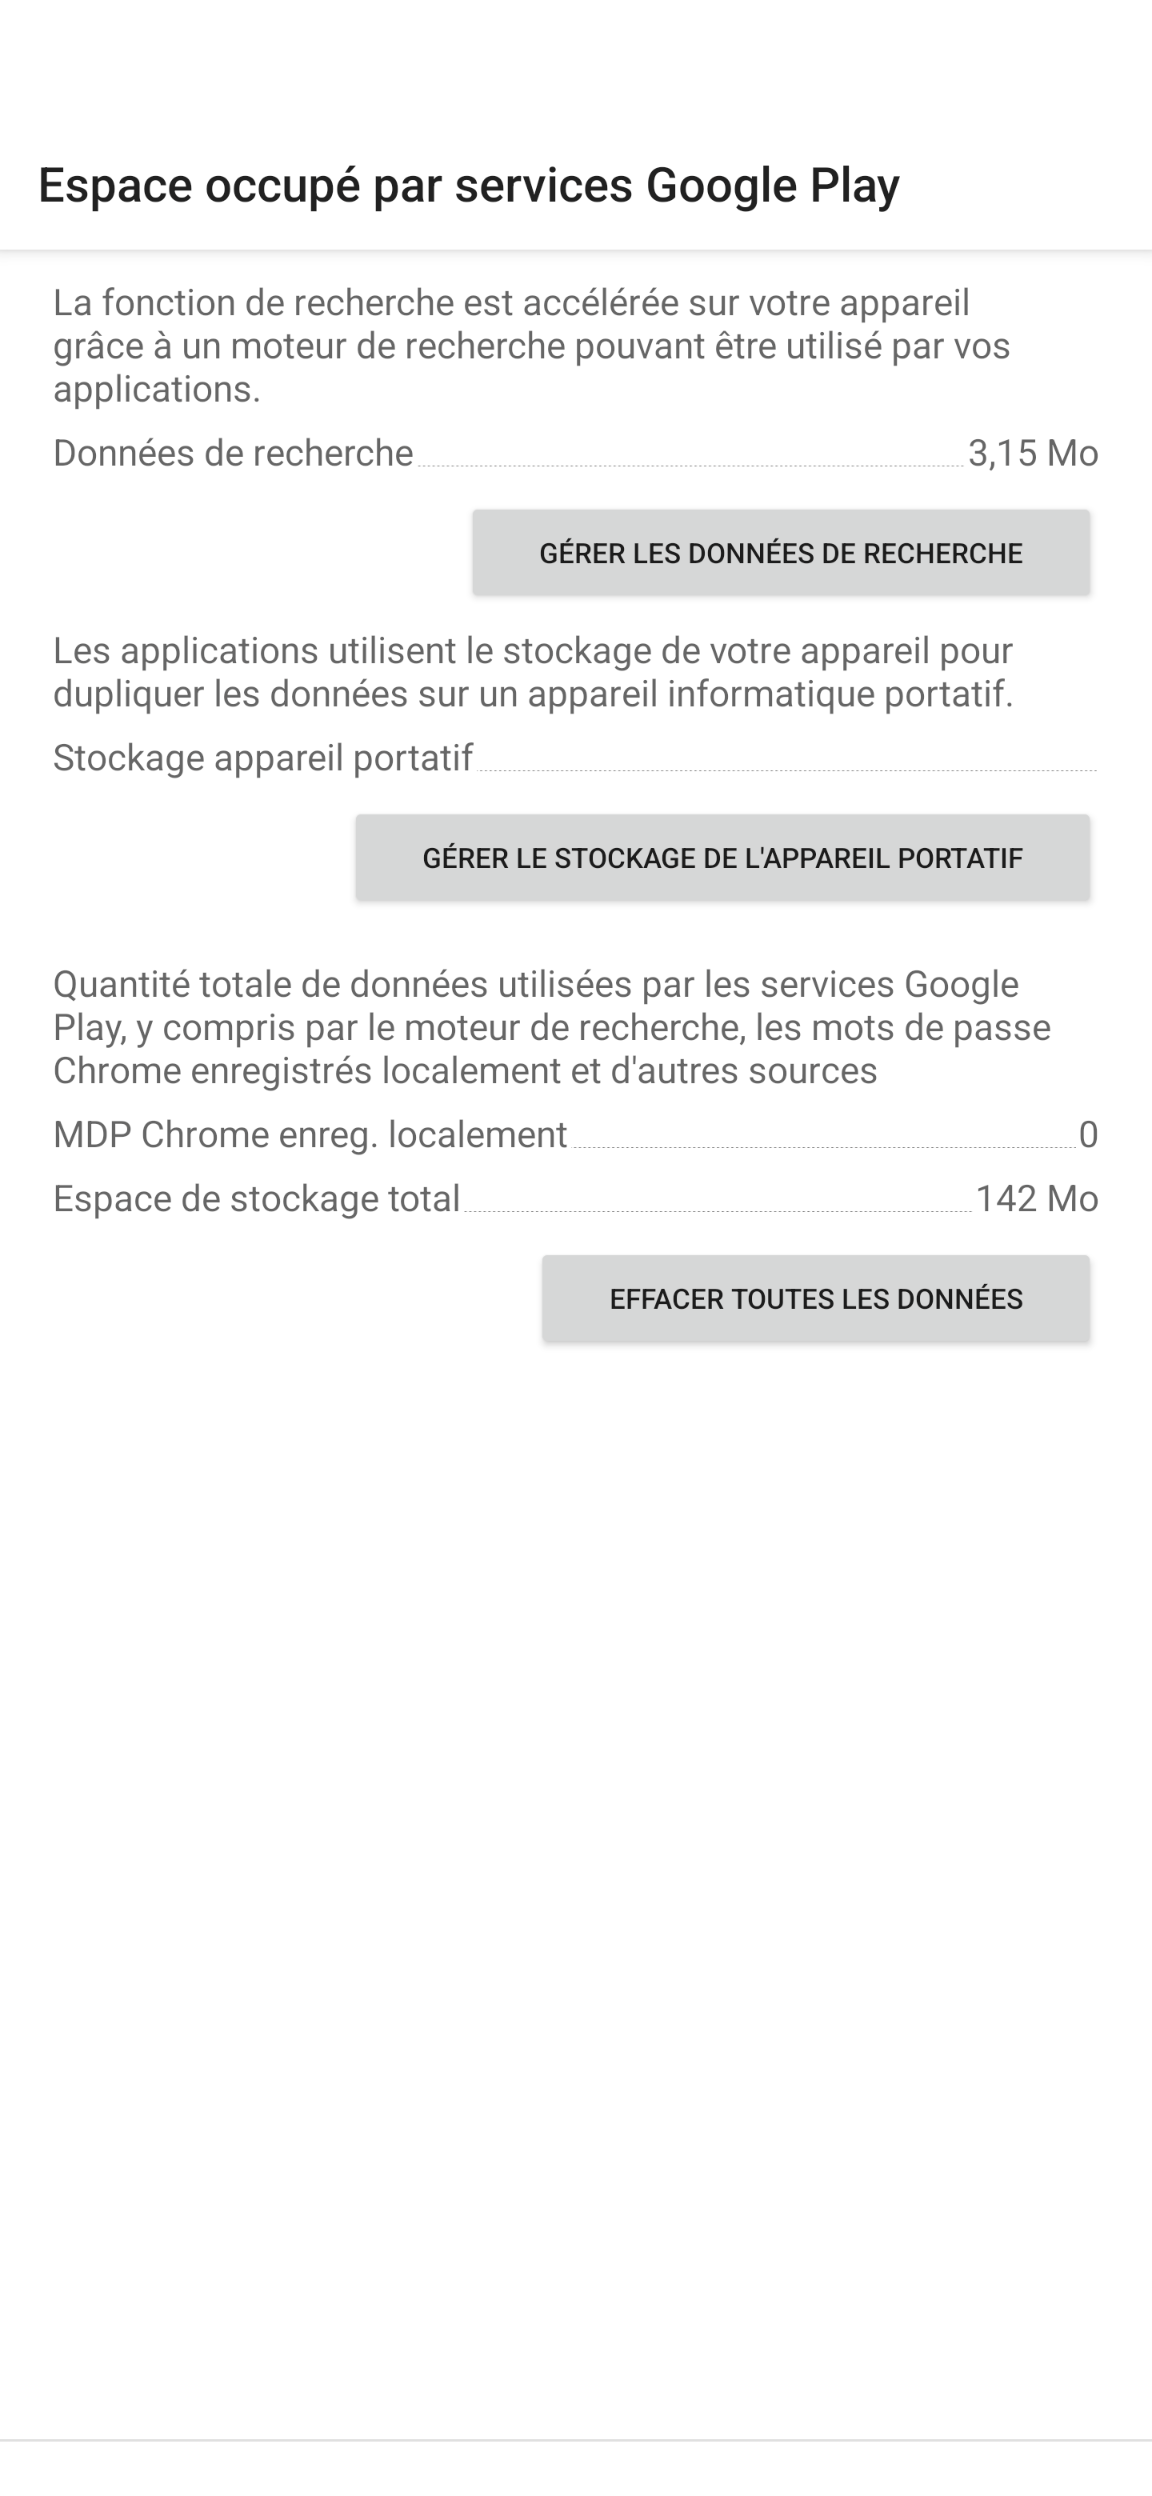 Espace occupé par services Google Play
La fonction de recherche est accélérée sur votre appareil
grâce à un moteur de recherche pouvant être utilisé par vos
applications.
Données de recherche 3,15 Mo
GÉRER LES DONNÉES DE RECHERCHE
Les applications utilisent le stockage de votre appareil pour
dupliquer les données sur un appareil informatique portatif.
Stockage appareil portatif
GÉRER LE STOCKAGE DE L'APPAREIL PORTATIF
Quantité totale de données utilisées par les services Google
Play, y compris par le moteur de recherche, les mots de passe
Chrome enregistrés localement et d'autres sources
MDP Chrome enreg. localement 0
Espace de stockage total 142 Mo
EFFACER TOUTES LES DONNÉES